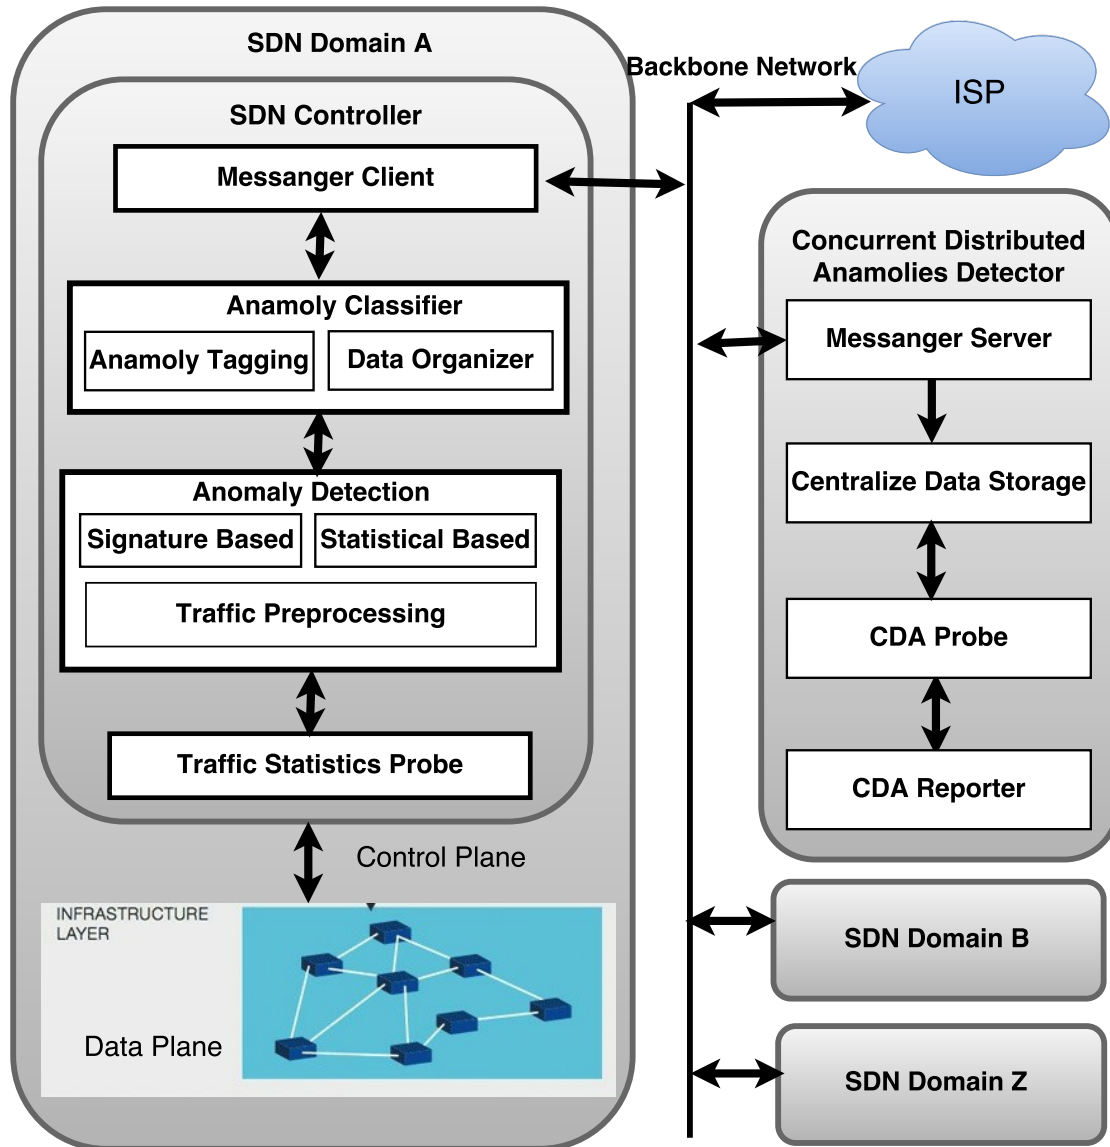 SDN Domain A
SDN Controller
Messanger Client
Anamoly Classifier
Anamoly Tagging
Data Organizer
Anomaly Detection
Signature Based
Statistical Based
Traffic Preprocessing
Traffic Statistics Probe
Control Plane
INFRASTRUCTURE
LAYER
Data Plane
Backbone Network
ISP
Concurrent Distributed
Anamolies Detector
Messanger Server
Centralize Data Storage
CDA Probe
CDA Reporter
SDN Domain B
SDN Domain Z